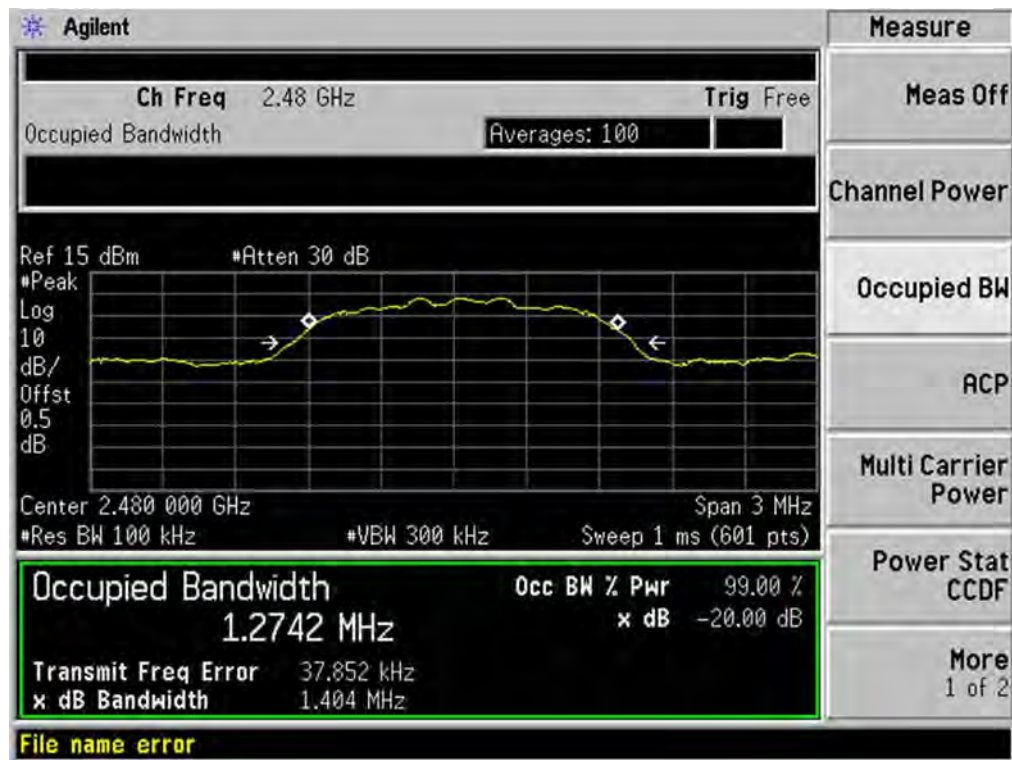 Agilent
Measure
Ch Freq 2.48 GHz Trig Free
Occupied Bandwidth Averages: 100
Ref 15 dBm #Atten 30 dB
#Peak
Log
10
dB/
Offst
0.5
dB
Center 2.480 000 GHz Span 3 MHz
#Res BW 100 kHz #VBW 300 kHz Sweep 1 ms (601 pts)
Occupied Bandwidth Occ BW % Pwr 99.00 %
1.2742 MHz x dB -20.00 dB
Transmit Freq Error 37.852 kHz
x dB Bandwidth 1.404 MHz
File name error
Meas Off
Channel Power
Occupied BW
ACP
Multi Carrier
Power
Power Stat
CCDF
More
1 of 2